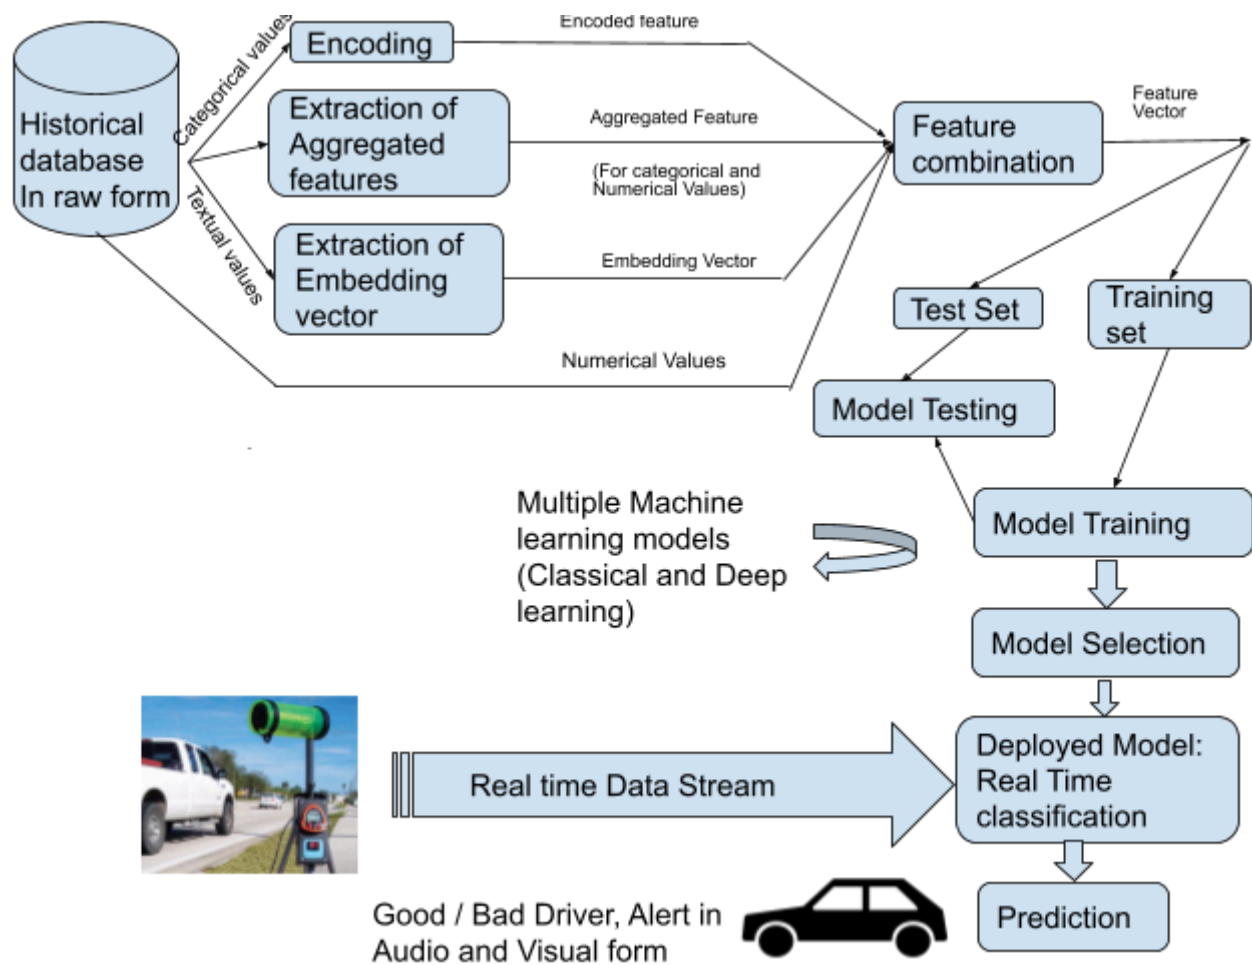 Categorical values
Encoding
Encoded feature
Historical
database
In raw form
Extraction of
Aggregated
features
Aggregated Feature
(For categorical and
Numerical Values)
Feature
combination
Feature
Vector
Textual values
Extraction of
Embedding
vector
Embedding Vector
Numerical Values
Test Set
Training
set
Model Testing
Multiple Machine
learning models
(Classical and Deep
learning)
Model Training
Model Selection
Real time Data Stream
Deployed Model:
Real Time
classification
Good / Bad Driver, Alert in
Audio and Visual form
Prediction